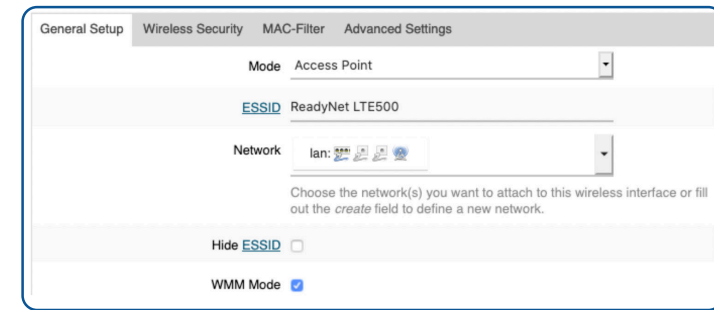 General Setup Wireless Security MAC-Filter Advanced Settings
Mode Access Point
ESSID ReadyNet LTE500
Network lan:
Choose the network(s) you want to attach to this wireless interface or fill
out the create field to define a new network.
Hide ESSID
WMM Mode